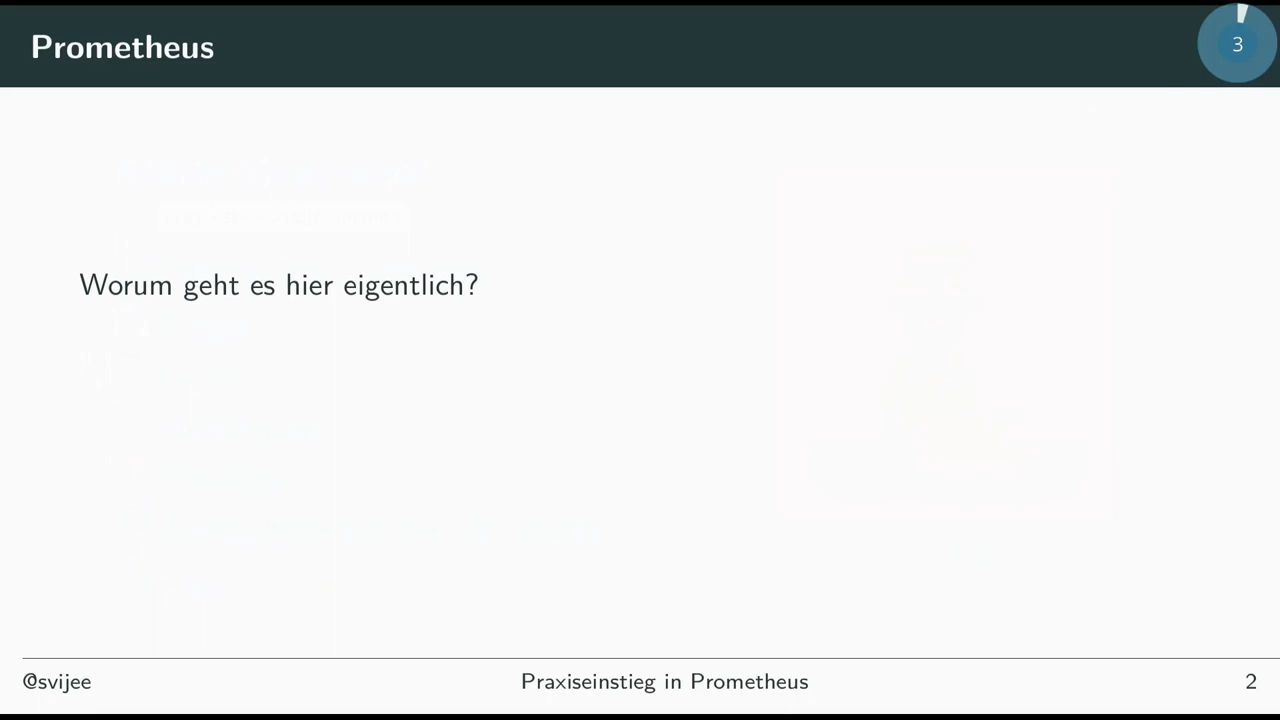 Prometheus
3
Worum geht es hier eigentlich?
@svijee
Praxiseinstieg in Prometheus
2